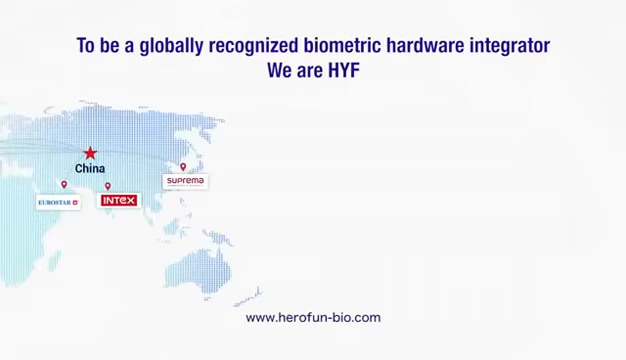 To be a globally recognized biometric hardware integrator
We are HYF
China
suprema
EUROSTAR
INTEX
www.herofun-bio.com